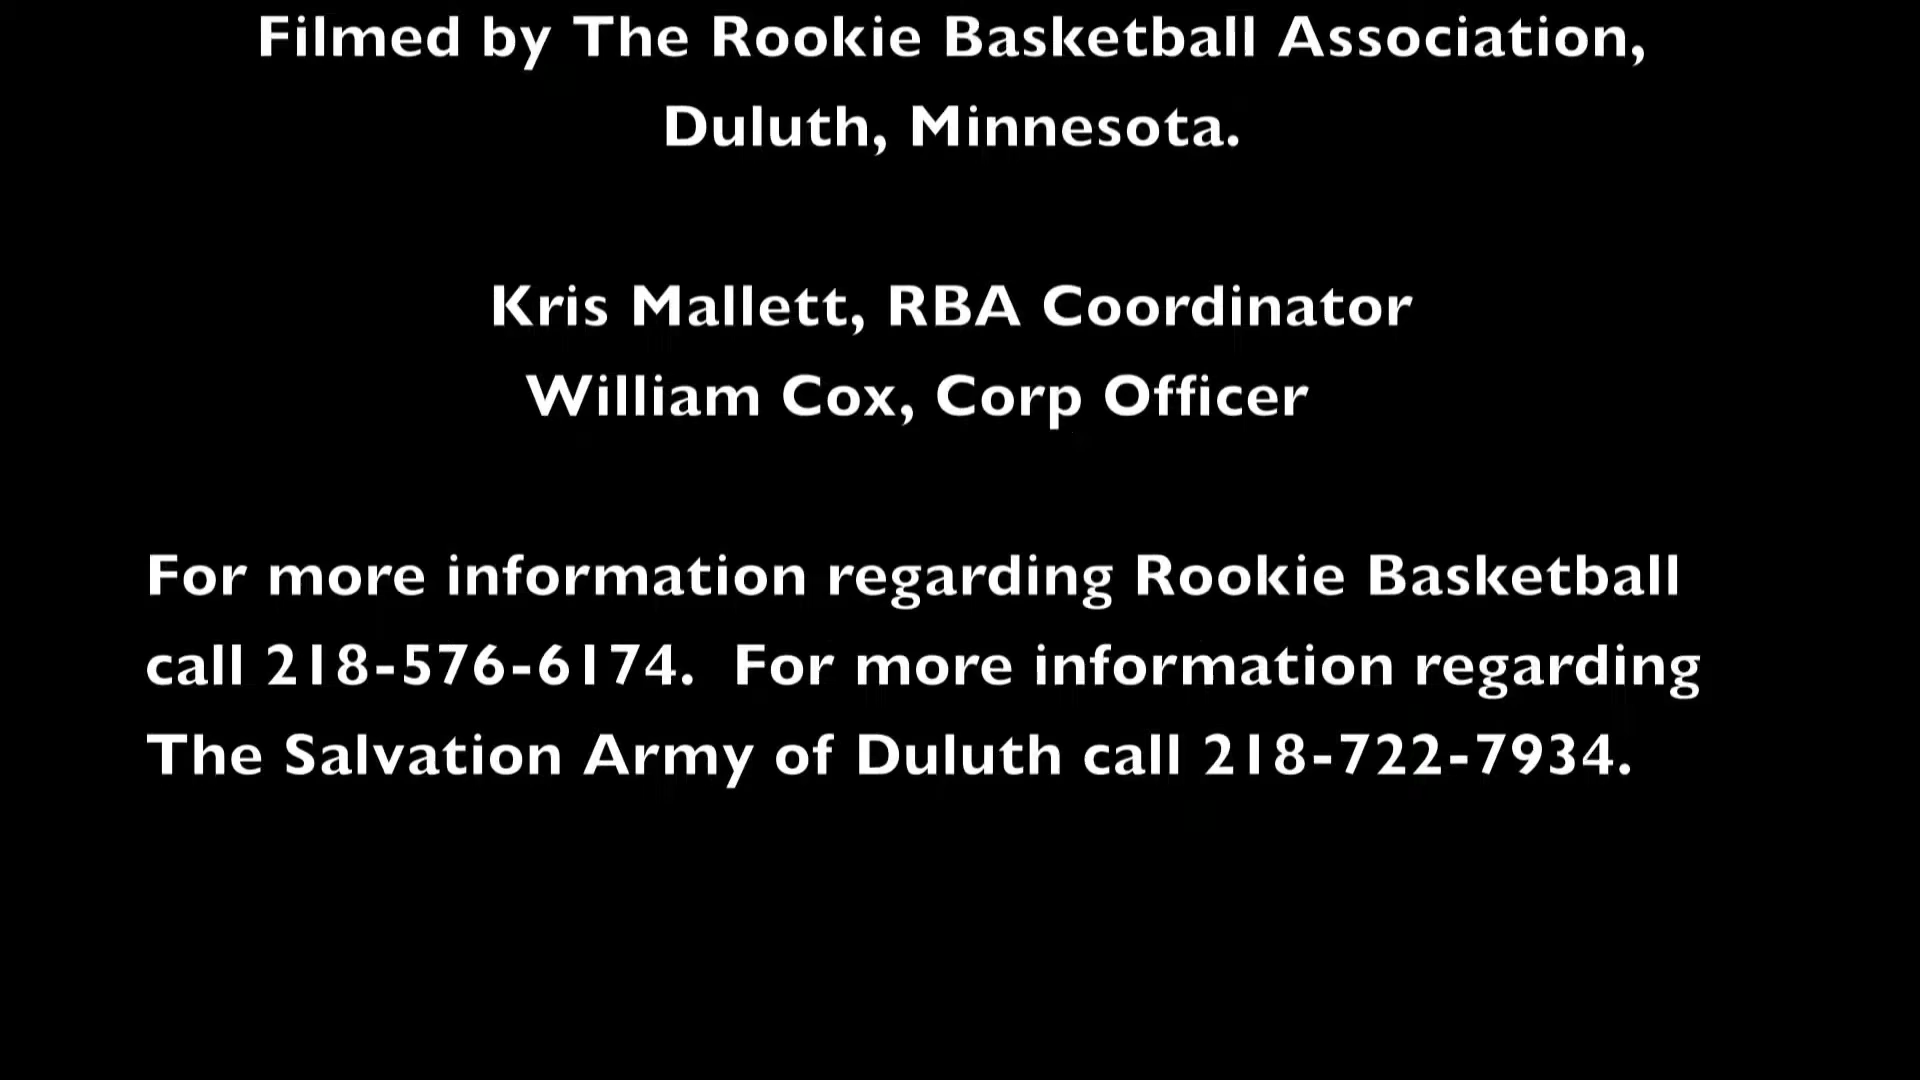 Filmed by The Rookie Basketball Association,
Duluth, Minnesota.
Kris Mallett, RBA Coordinator
William Cox, Corp Officer
For more information regarding Rookie Basketball
call 218-576-6174.  For more information regarding
The Salvation Army of Duluth call 218-722-7934.